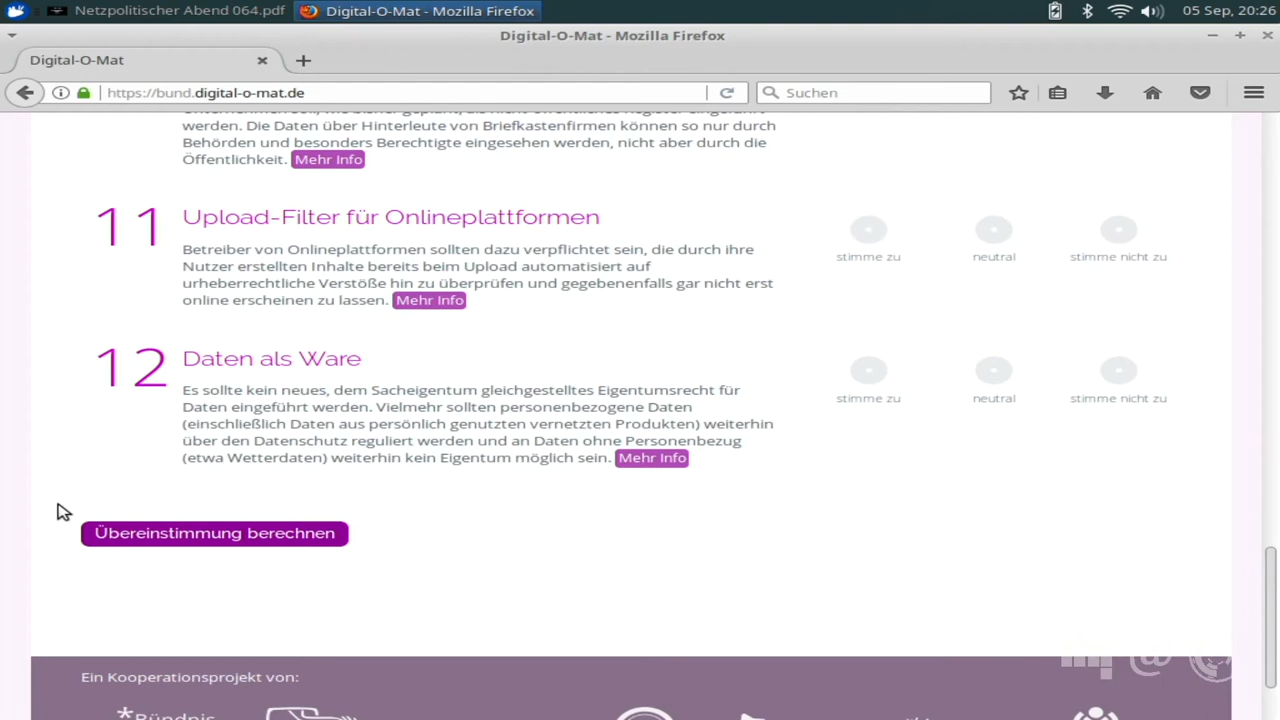 Netzpolitischer Abend 064.pdf
Digital-O-Mat - Mozilla Firefox
05 Sep, 20:26
Digital-O-Mat - Mozilla Firefox
Digital-O-Mat
https://bund.digital-o-mat.de
Suchen
werden. Die Daten über Hinterleute von Briefkastenfirmen können so nur durch
Behörden und besonders Berechtigte eingesehen werden, nicht aber durch die
Öffentlichkeit. Mehr Info
11 Upload-Filter für Onlineplattformen
Betreiber von Onlineplattformen sollten dazu verpflichtet sein, die durch ihre
Nutzer erstellten Inhalte bereits beim Upload automatisiert auf
urheberrechtliche Verstöße hin zu überprüfen und gegebenenfalls gar nicht erst
online erscheinen zu lassen. Mehr Info
stimme zu neutral stimme nicht zu
12 Daten als Ware
Es sollte kein neues, dem Sacheigentum gleichgestelltes Eigentumsrecht für
Daten eingeführt werden. Vielmehr sollten personenbezogene Daten
(einschließlich Daten aus persönlich genutzten vernetzten Produkten) weiterhin
über den Datenschutz reguliert werden und an Daten ohne Personenbezug
(etwa Wetterdaten) weiterhin kein Eigentum möglich sein. Mehr Info
stimme zu neutral stimme nicht zu
Übereinstimmung berechnen
Ein Kooperationsprojekt von:
*Bündnis